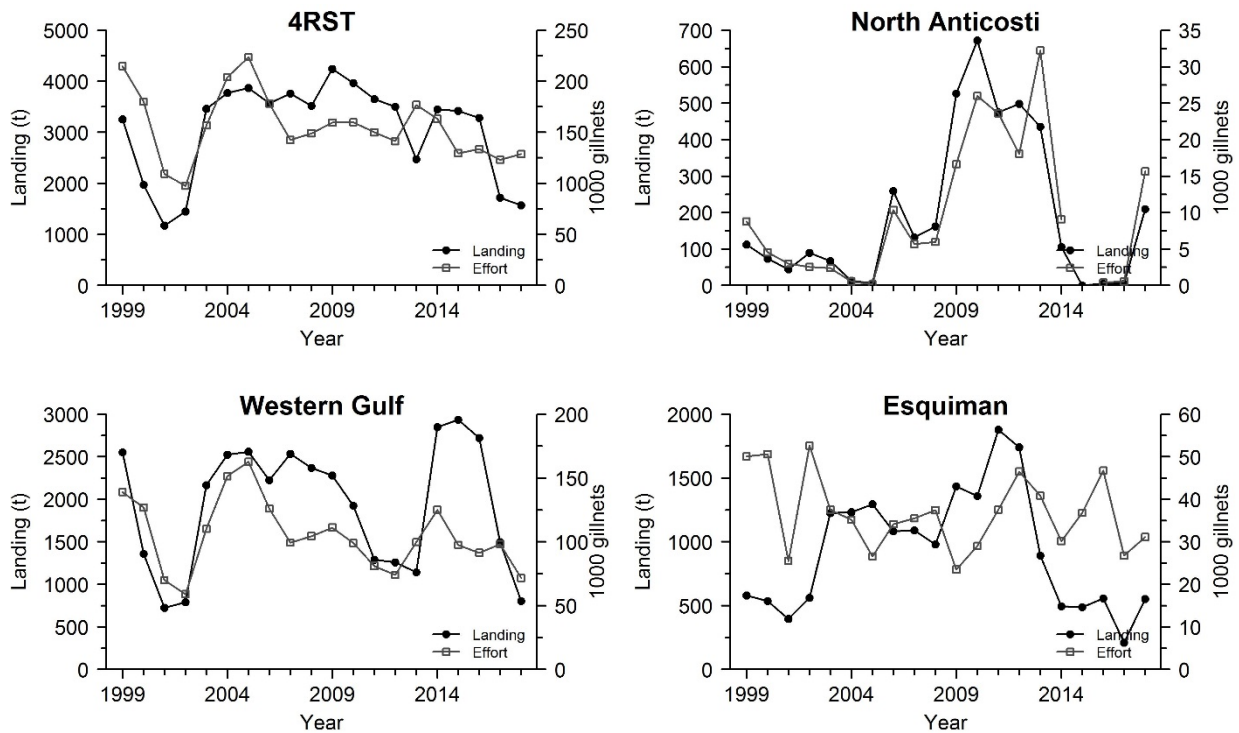 4RST
5000
4000
3000
2000
1000
0
Landing (t)
250
200
150
100
50
0
1000 gillnets
Landing
Effort
1999
2004
2009
2014
Year
North Anticosti
700
600
500
400
300
200
100
0
Landing (t)
35
30
25
20
15
10
5
0
1000 gillnets
Landing
Effort
1999
2004
2009
2014
Year
Western Gulf
3000
2500
2000
1500
1000
500
0
Landing (t)
200
150
100
50
0
1000 gillnets
Landing
Effort
1999
2004
2009
2014
Year
Esquiman
2000
1500
1000
500
0
Landing (t)
60
50
40
30
20
10
0
1000 gillnets
Landing
Effort
1999
2004
2009
2014
Year